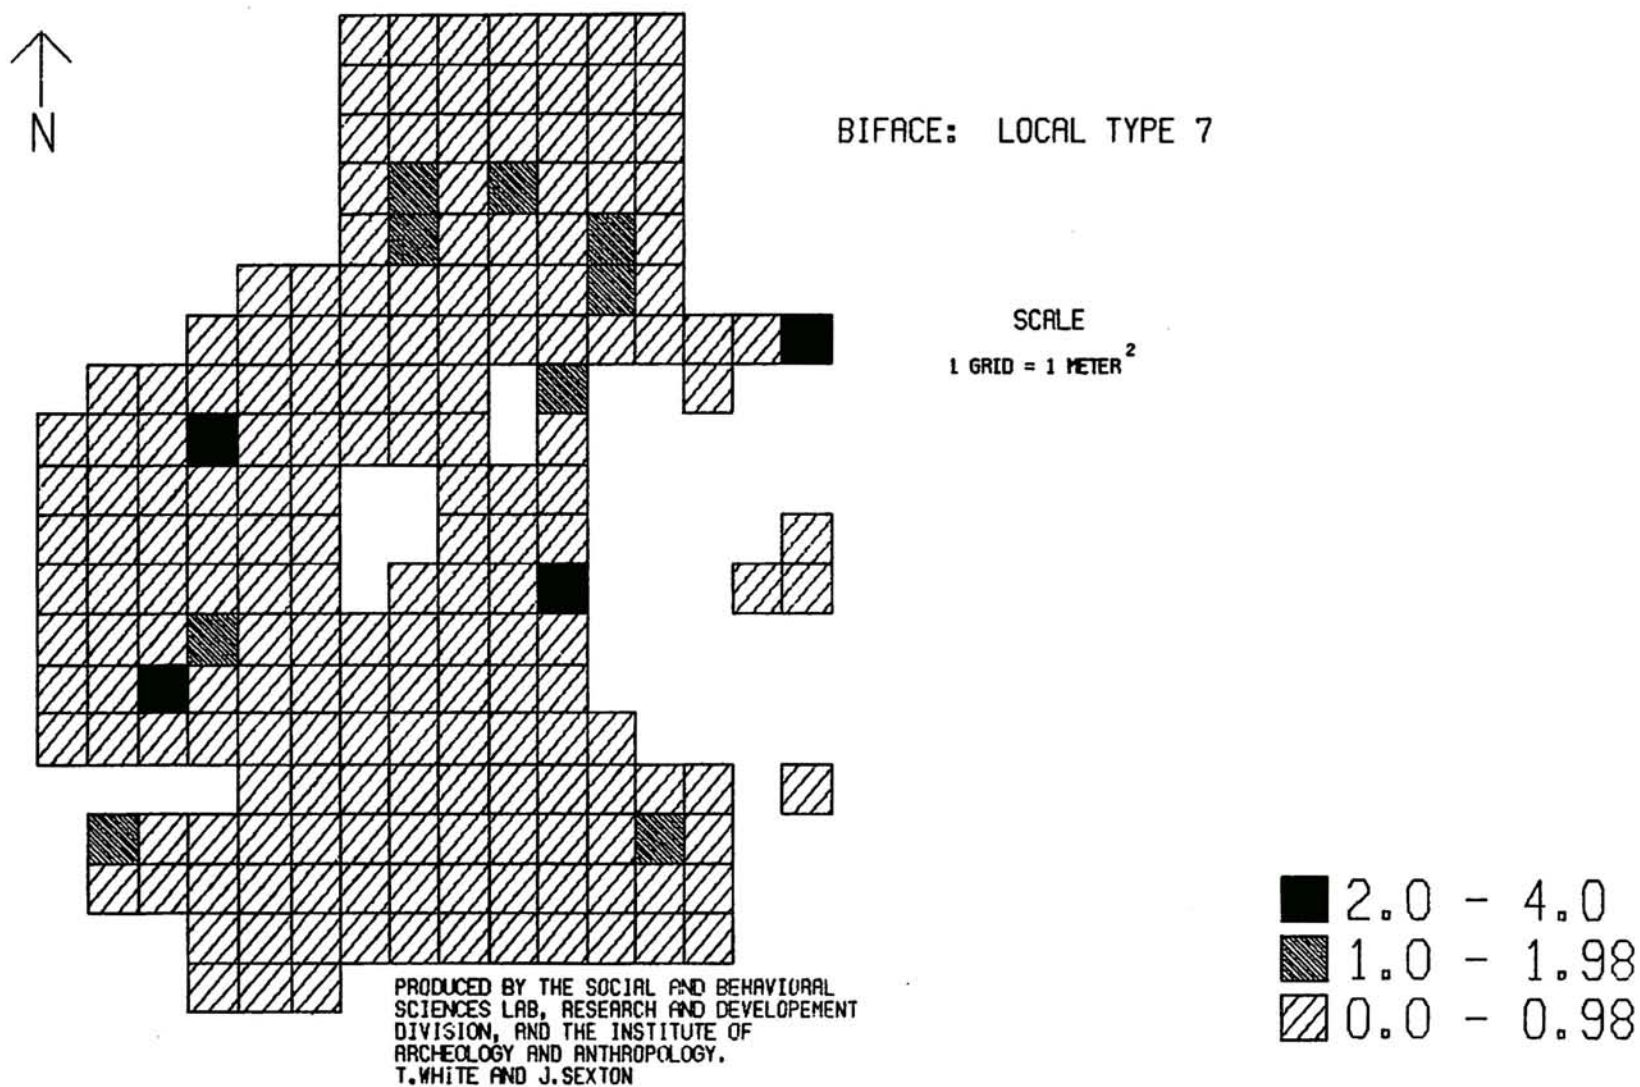 N
BIFACE: LOCAL TYPE 7
SCALE
1 GRID = 1 METER²
PRODUCED BY THE SOCIAL AND BEHAVIORAL
SCIENCES LAB, RESEARCH AND DEVELOPEMENT
DIVISION, AND THE INSTITUTE OF
ARCHEOLOGY AND ANTHROPOLOGY.
T.WHITE AND J.SEXTON
2.0 - 4.0
1.0 - 1.98
0.0 - 0.98